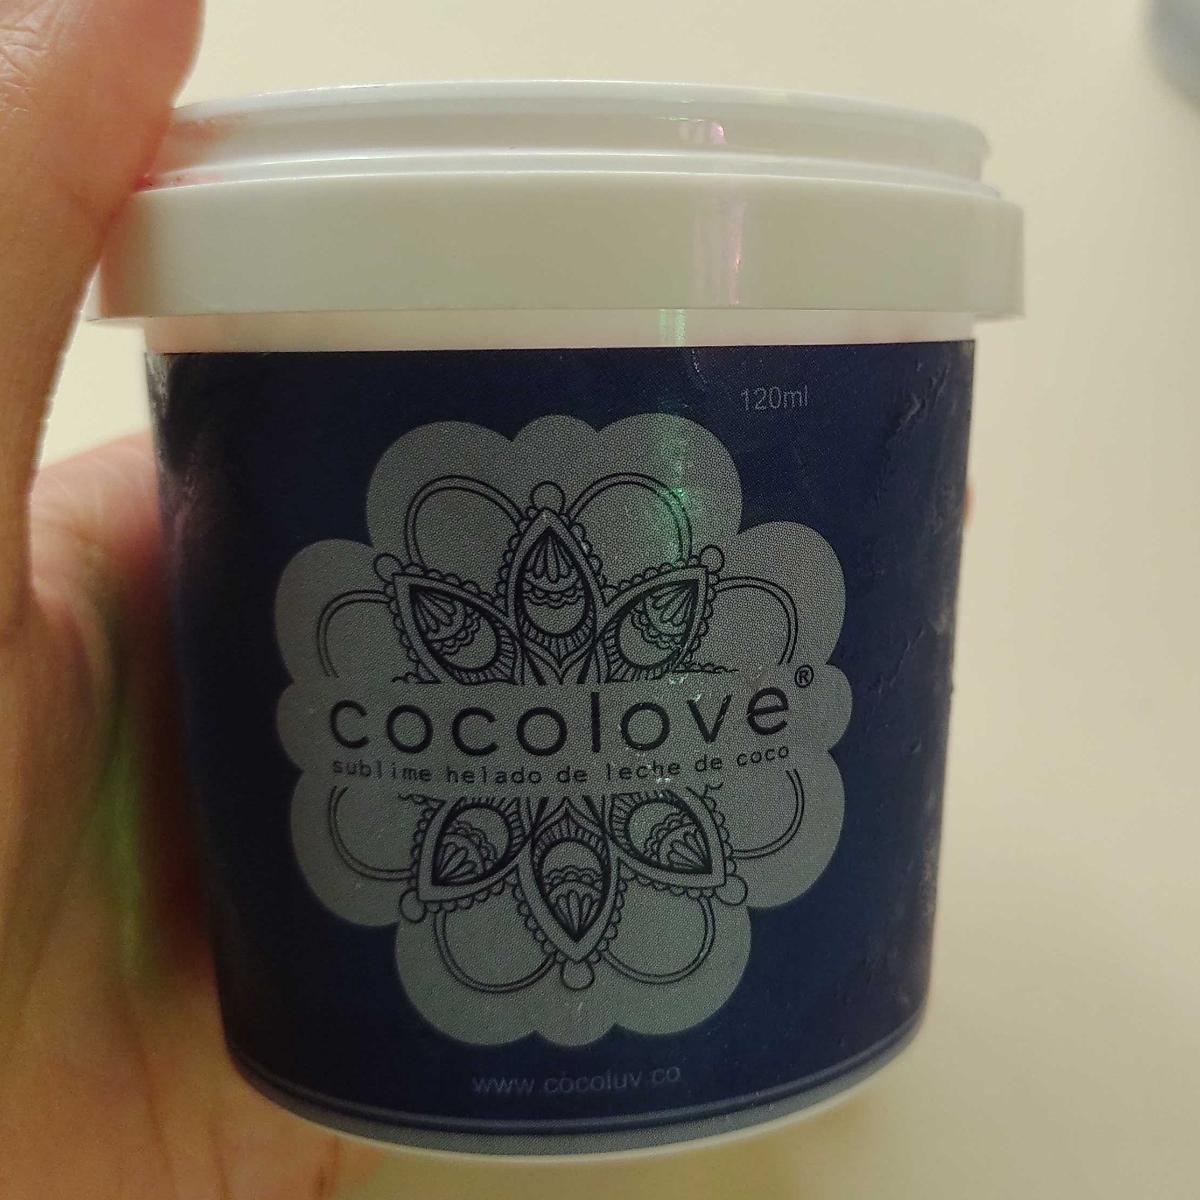 120ml
cocolove®
sublime helado de leche de coco
www.cocoluv.co